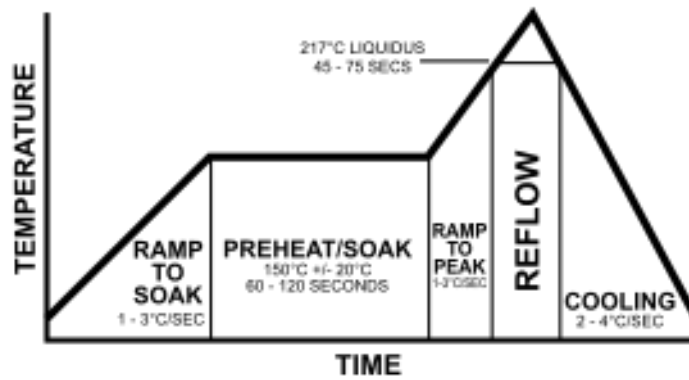 TEMPERATURE
217°C LIQUIDUS
45 - 75 SECS
RAMP
TO
SOAK
1 - 3°C/SEC
PREHEAT/SOAK
150°C +/- 20°C
60 - 120 SECONDS
RAMP
TO
PEAK
1-3°C/SEC
REFLOW
COOLING
2 - 4°C/SEC
TIME